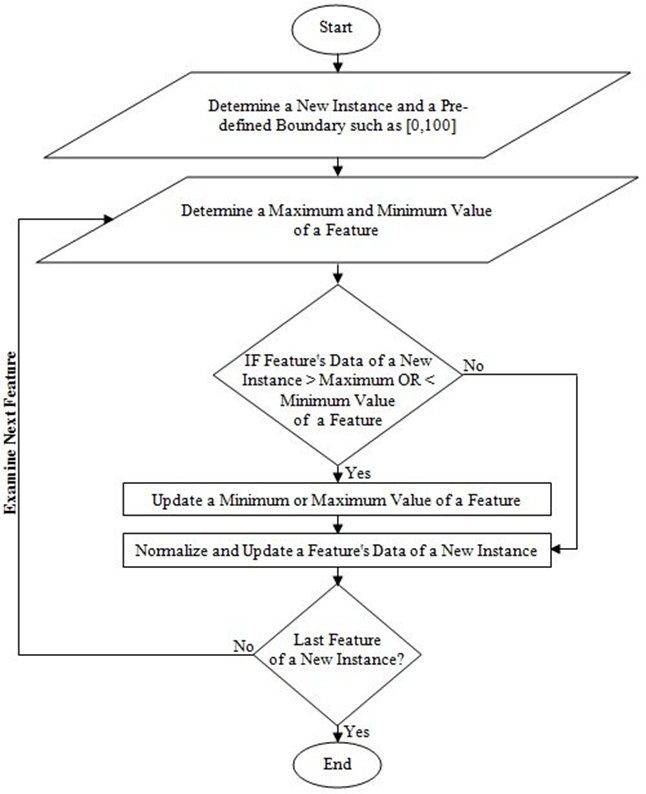 Start
Determine a New Instance and a Pre-
defined Boundary such as [0,100]
Determine a Maximum and Minimum Value
of a Feature
IF Feature's Data of a New
Instance > Maximum OR <
Minimum Value
of a Feature
No
Yes
Update a Minimum or Maximum Value of a Feature
Normalize and Update a Feature's Data of a New Instance
Last Feature
of a New Instance?
No
Examine Next Feature
Yes
End